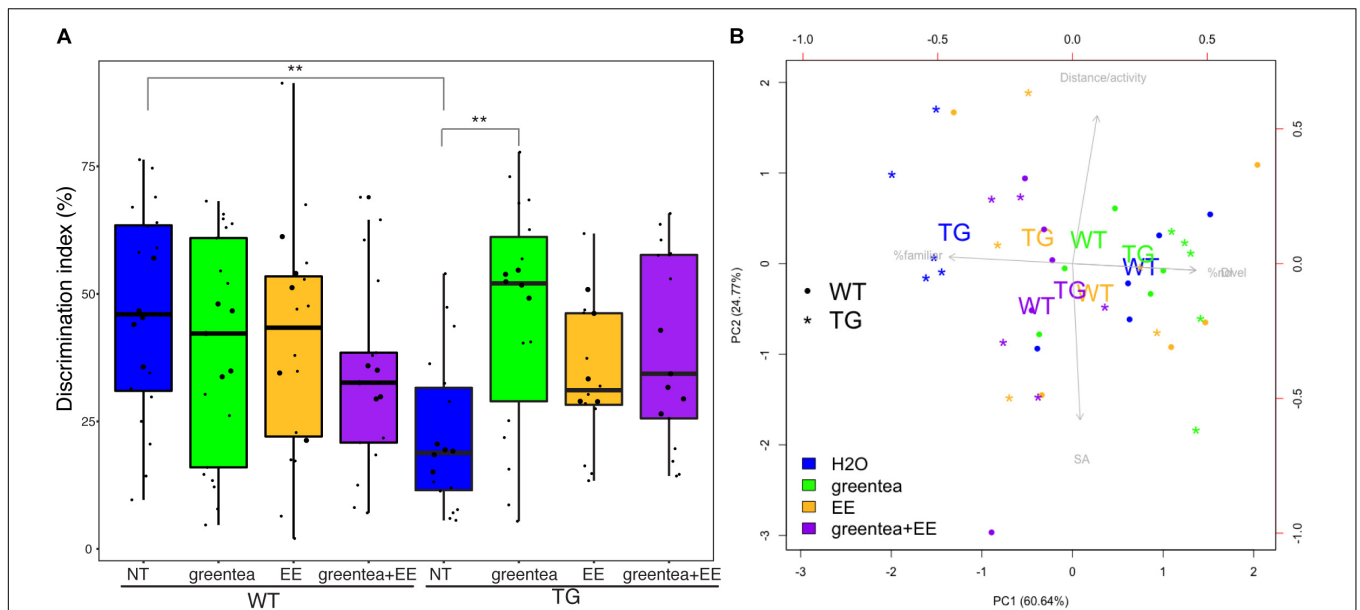 A
Discrimination index (%)
75
50
25
0
**
**
NT greentea EE greentea+EE NT greentea EE greentea+EE
WT TG
B
-1.0 -0.5 0.0 0.5
Distance/activity
2
1
0
-1
-2
-3
PC2 (24.77%)
0.5
0.0
-0.5
-1.0
TG TG WT TG
%familiar WT
WT TG WT
SA
WT
TG
H2O
greentea
EE
greentea+EE
-3 -2 -1 0 1 2
PC1 (60.64%)